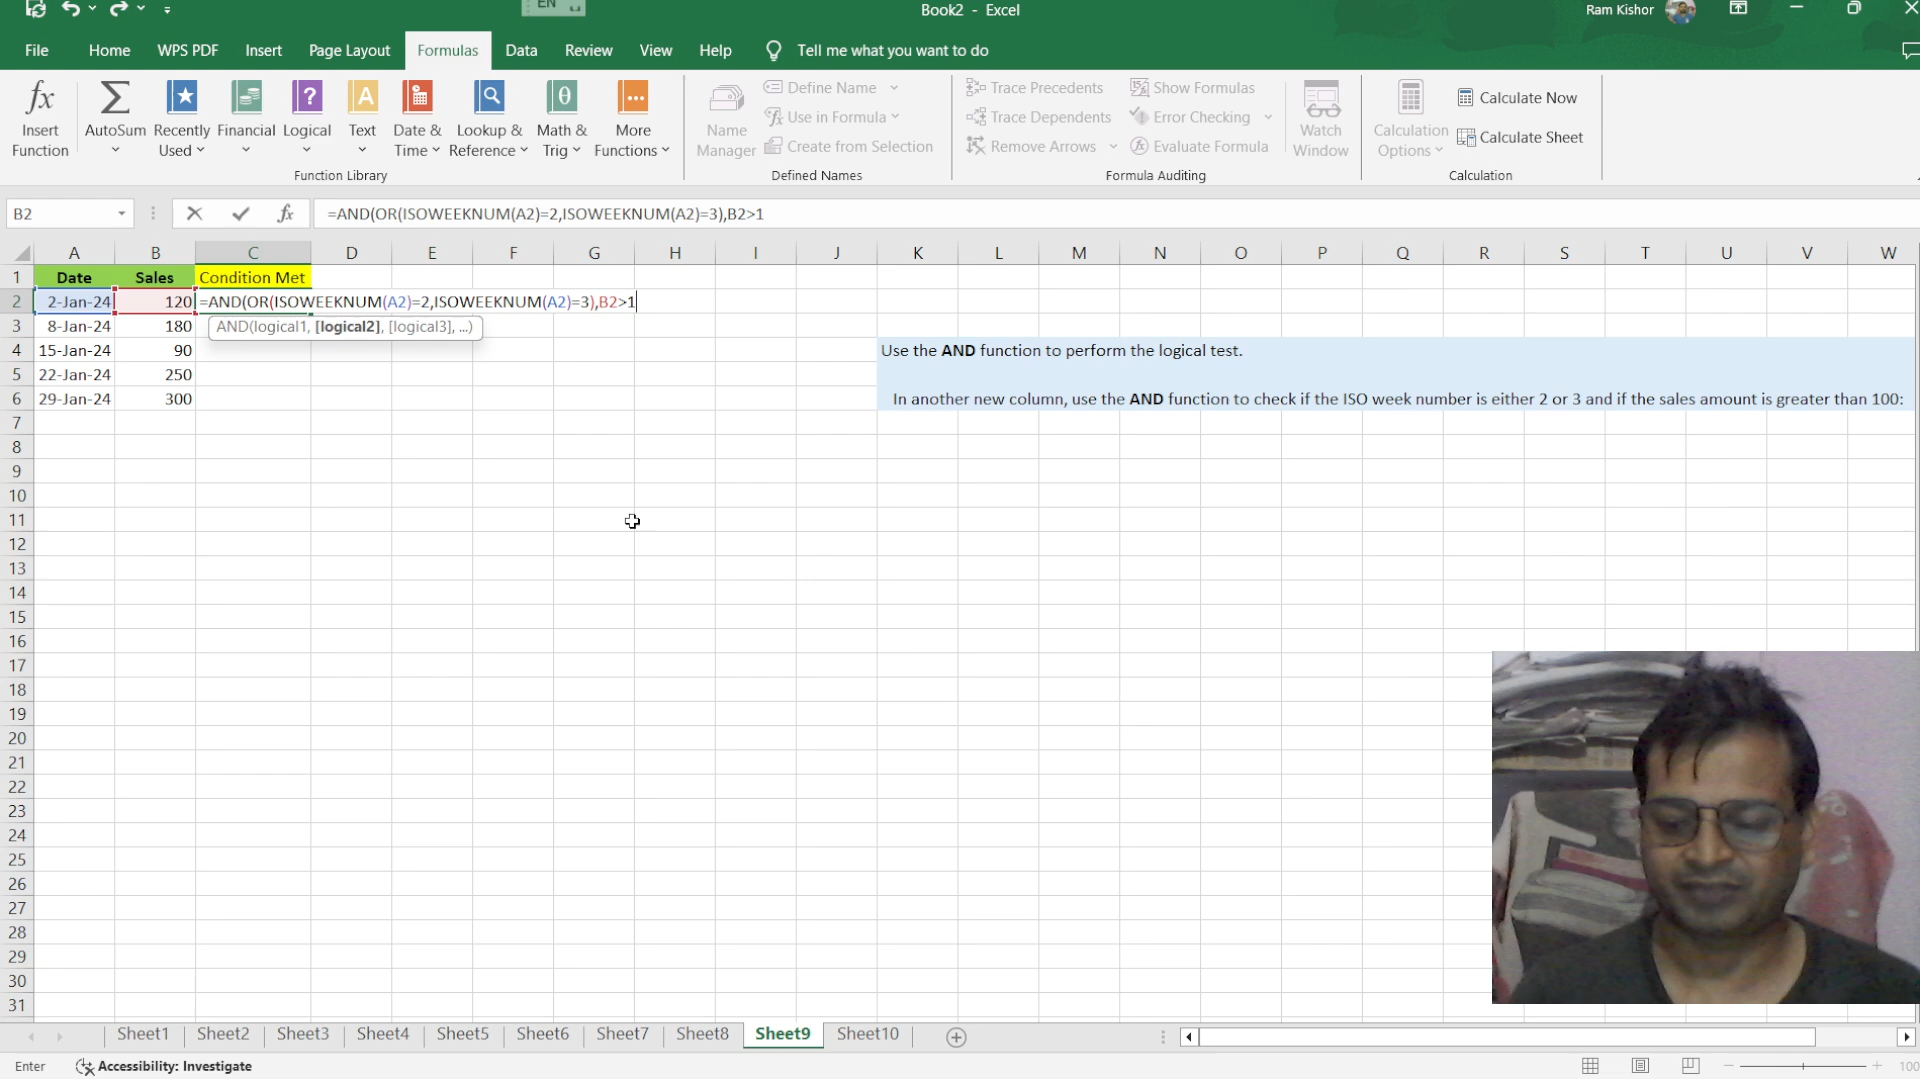 EN
Book2 - Excel
Ram Kishor
File Home WPS PDF Insert Page Layout Formulas Data Review View Help Tell me what you want to do
fx Insert Function
AutoSum
Recently Used
Financial
Logical
Text
Date & Time
Lookup & Reference
Math & Trig
More Functions
Function Library
Name Manager
Define Name
Use in Formula
Create from Selection
Defined Names
Trace Precedents
Trace Dependents
Remove Arrows
Show Formulas
Error Checking
Evaluate Formula
Formula Auditing
Watch Window
Calculation Options
Calculate Now
Calculate Sheet
Calculation
B2 fx =AND(OR(ISOWEEKNUM(A2)=2,ISOWEEKNUM(A2)=3),B2>1
A B C D E F G H I J K L M N O P Q R S T U V W
1 Date Sales Condition Met
2 2-Jan-24 120 =AND(OR(ISOWEEKNUM(A2)=2,ISOWEEKNUM(A2)=3),B2>1
AND(logical1, [logical2], [logical3], ...)
3 8-Jan-24 180
4 15-Jan-24 90 Use the AND function to perform the logical test.
5 22-Jan-24 250
6 29-Jan-24 300 In another new column, use the AND function to check if the ISO week number is either 2 or 3 and if the sales amount is greater than 100:
7
8
9
10
11
12
13
14
15
16
17
18
19
20
21
22
23
24
25
26
27
28
29
30
31
Sheet1 Sheet2 Sheet3 Sheet4 Sheet5 Sheet6 Sheet7 Sheet8 Sheet9 Sheet10
Enter Accessibility: Investigate 100